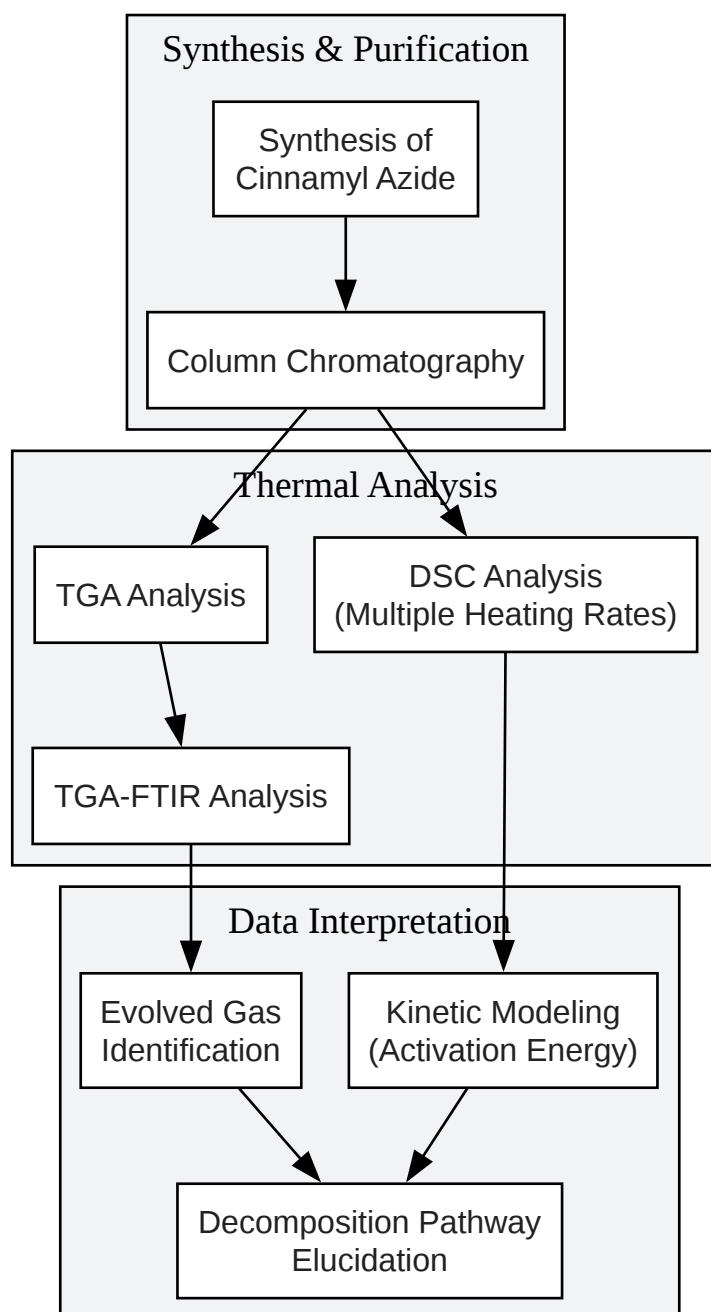 Synthesis & Purification
Synthesis of
Cinnamyl Azide
Column Chromatography
Thermal Analysis
TGA Analysis
DSC Analysis
(Multiple Heating Rates)
TGA-FTIR Analysis
Data Interpretation
Evolved Gas
Identification
Kinetic Modeling
(Activation Energy)
Decomposition Pathway
Elucidation